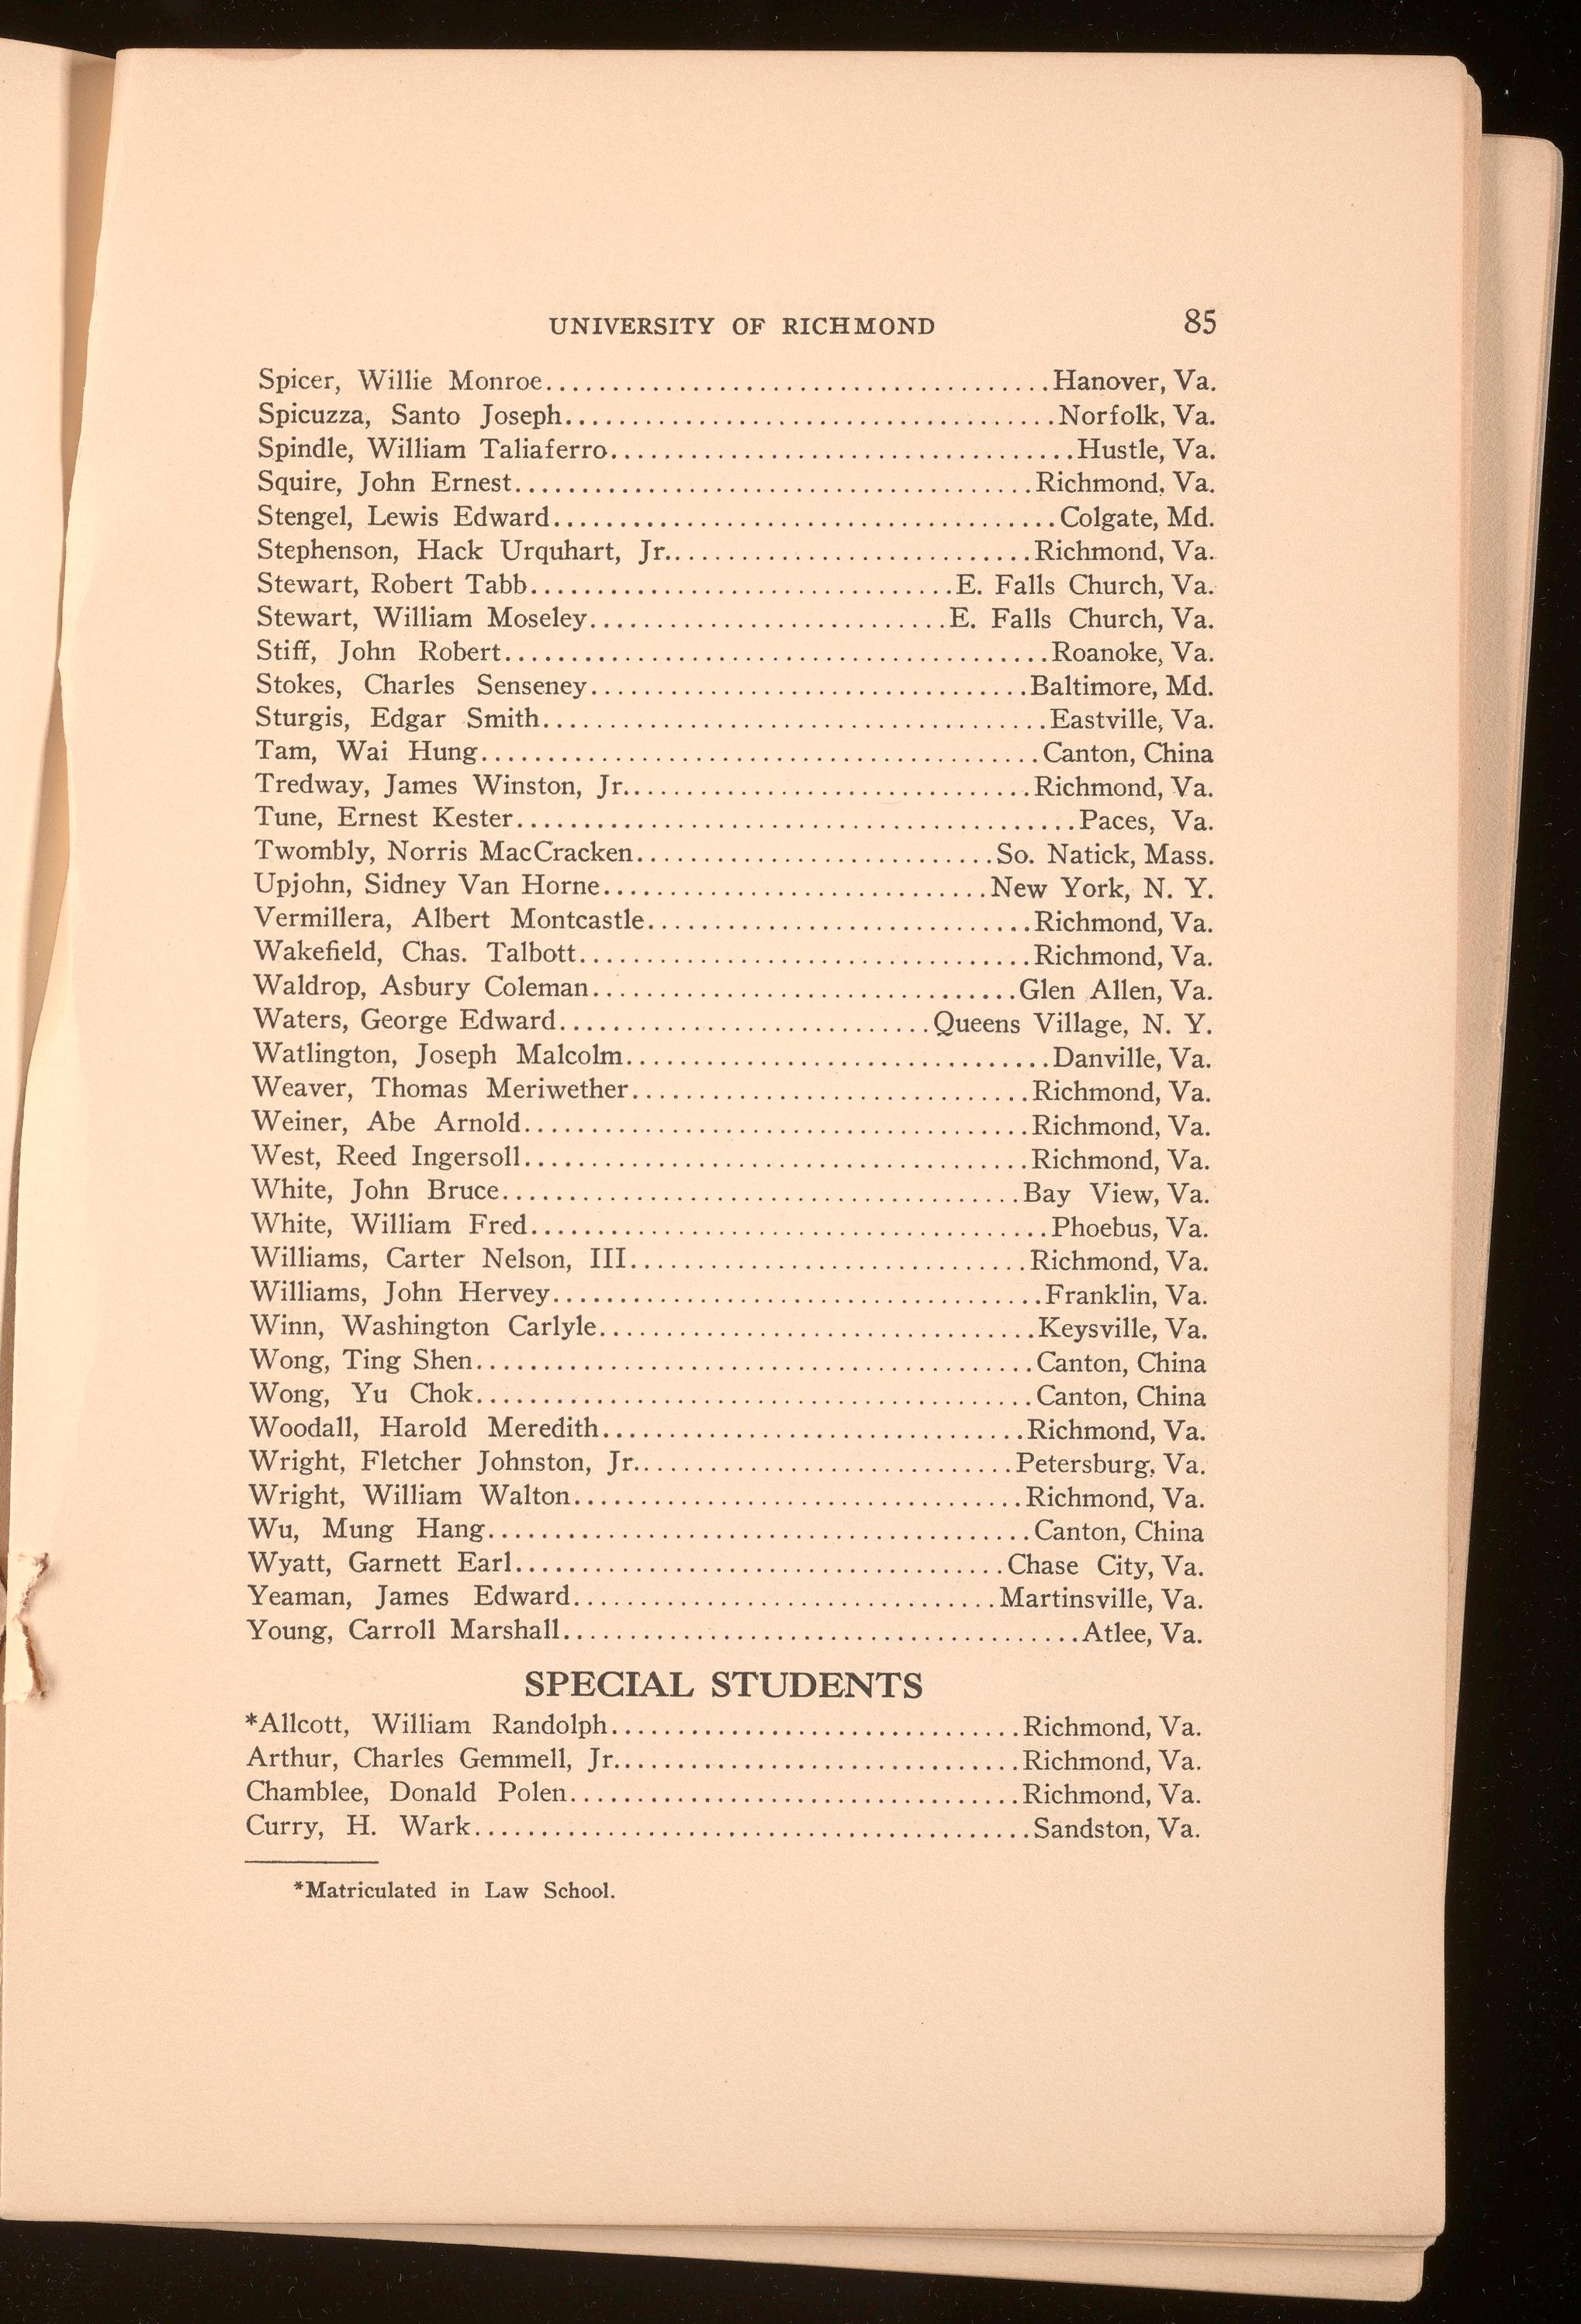 UNIVERSITY OF RICHMOND 85
Spicer, Willie Monroe......................................Hanover, Va.
Spicuzza, Santo Joseph.....................................Norfolk, Va.
Spindle, William Taliaferro...................................Hustle, Va.
Squire, John Ernest.......................................Richmond, Va.
Stengel, Lewis Edward......................................Colgate, Md.
Stephenson, Hack Urquhart, Jr............................Richmond, Va.
Stewart, Robert Tabb................................E. Falls Church, Va.
Stewart, William Moseley...........................E. Falls Church, Va.
Stiff, John Robert.........................................Roanoke, Va.
Stokes, Charles Senseney.................................Baltimore, Md.
Sturgis, Edgar Smith......................................Eastville, Va.
Tam, Wai Hung..........................................Canton, China
Tredway, James Winston, Jr...............................Richmond, Va.
Tune, Ernest Kester..........................................Paces, Va.
Twombly, Norris MacCracken...........................So. Natick, Mass.
Upjohn, Sidney Van Horne.............................New York, N. Y.
Vermillera, Albert Montcastle.............................Richmond, Va.
Wakefield, Chas. Talbott..................................Richmond, Va.
Waldrop, Asbury Coleman................................Glen Allen, Va.
Waters, George Edward............................Queens Village, N. Y.
Watlington, Joseph Malcolm................................Danville, Va.
Weaver, Thomas Meriwether..............................Richmond, Va.
Weiner, Abe Arnold......................................Richmond, Va.
West, Reed Ingersoll......................................Richmond, Va.
White, John Bruce.......................................Bay View, Va.
White, William Fred.......................................Phoebus, Va.
Williams, Carter Nelson, III..............................Richmond, Va.
Williams, John Hervey.....................................Franklin, Va.
Winn, Washington Carlyle.................................Keysville, Va.
Wong, Ting Shen..........................................Canton, China
Wong, Yu Chok..........................................Canton, China
Woodall, Harold Meredith................................Richmond, Va.
Wright, Fletcher Johnston, Jr.............................Petersburg, Va.
Wright, William Walton..................................Richmond, Va.
Wu, Mung Hang.........................................Canton, China
Wyatt, Garnett Earl.....................................Chase City, Va.
Yeaman, James Edward................................Martinsville, Va.
Young, Carroll Marshall.......................................Atlee, Va.
SPECIAL STUDENTS
*Allcott, William Randolph...............................Richmond, Va.
Arthur, Charles Gemmell, Jr...............................Richmond, Va.
Chamblee, Donald Polen..................................Richmond, Va.
Curry, H. Wark..........................................Sandston, Va.
*Matriculated in Law School.